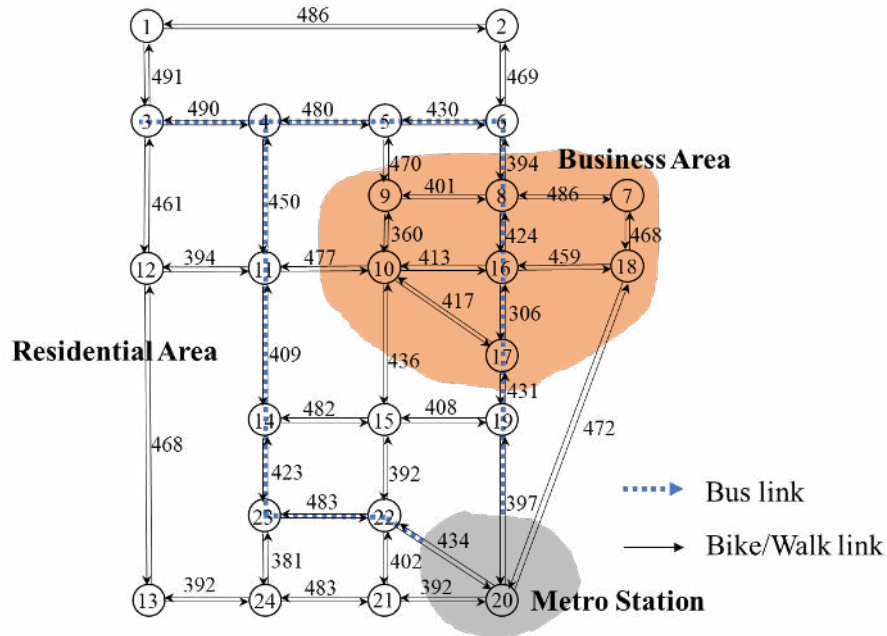 1 486 2
491 469
3 490 4 480 5 430 6
470 394 Business Area
9 401 8 486 7
461 450 360 424 468
12 394 11 477 10 413 16 459 18
417 306
17
Residential Area 409 436 431
14 482 15 408 19 472
468 423 392 397
23 483 22 Bus link
434
381 402 Bike/Walk link
13 392 24 483 21 392 20 Metro Station